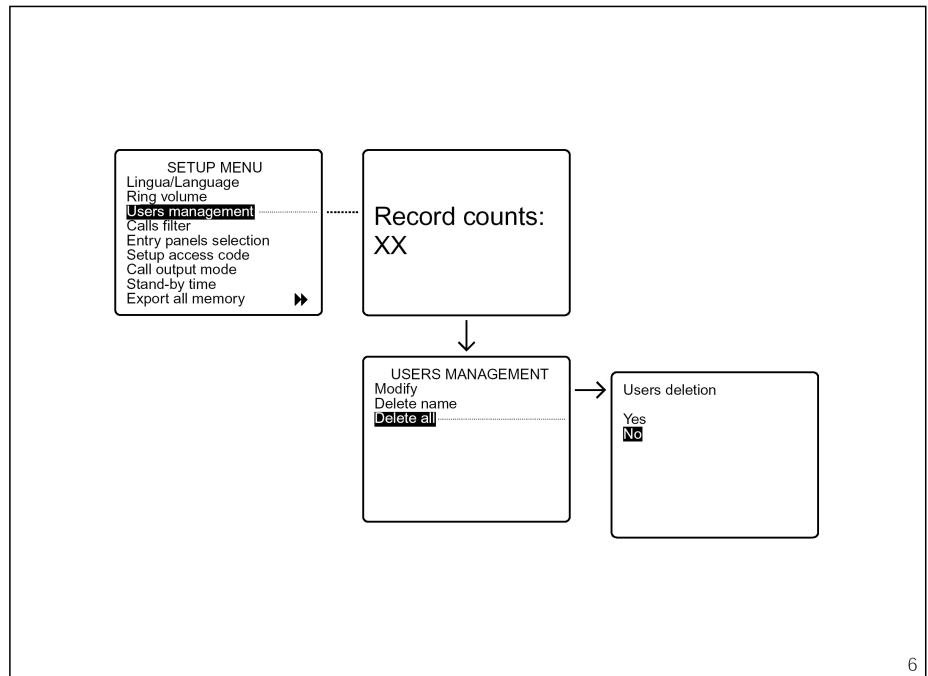 SETUP MENU
Lingua/Language
Ring volume
Users management
Calls filter
Entry panels selection
Setup access code
Call output mode
Stand-by time
Export all memory
Record counts:
XX
USERS MANAGEMENT
Modify
Delete name
Delete all
Users deletion
Yes
No
6